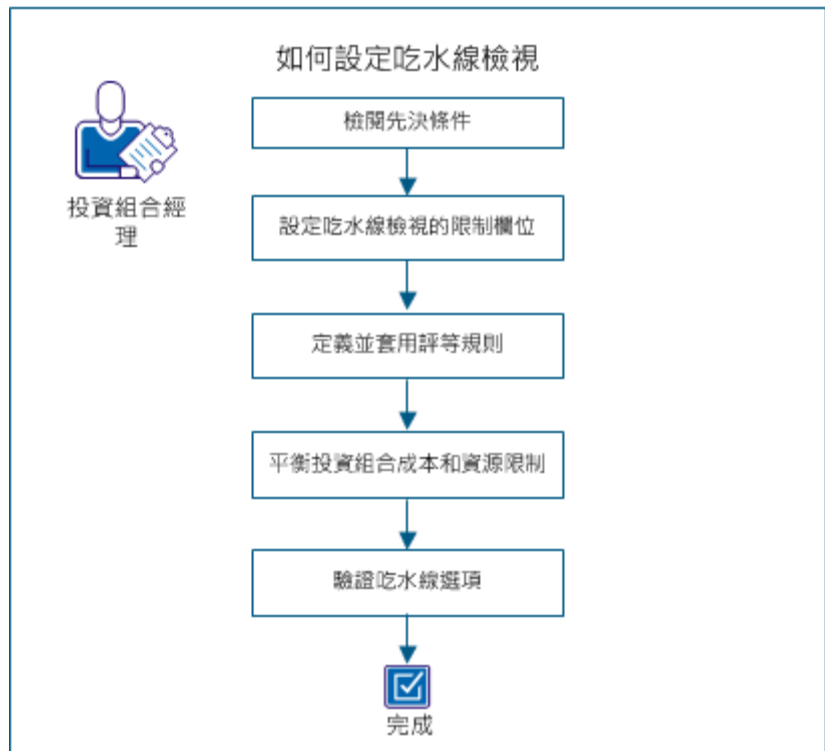 如何設定吃水線檢視
檢閱先決條件
投資組合經
理
設定吃水線檢視的限制欄位
定義並套用評等規則
平衡投資組合成本和資源限制
驗證吃水線選項
完成